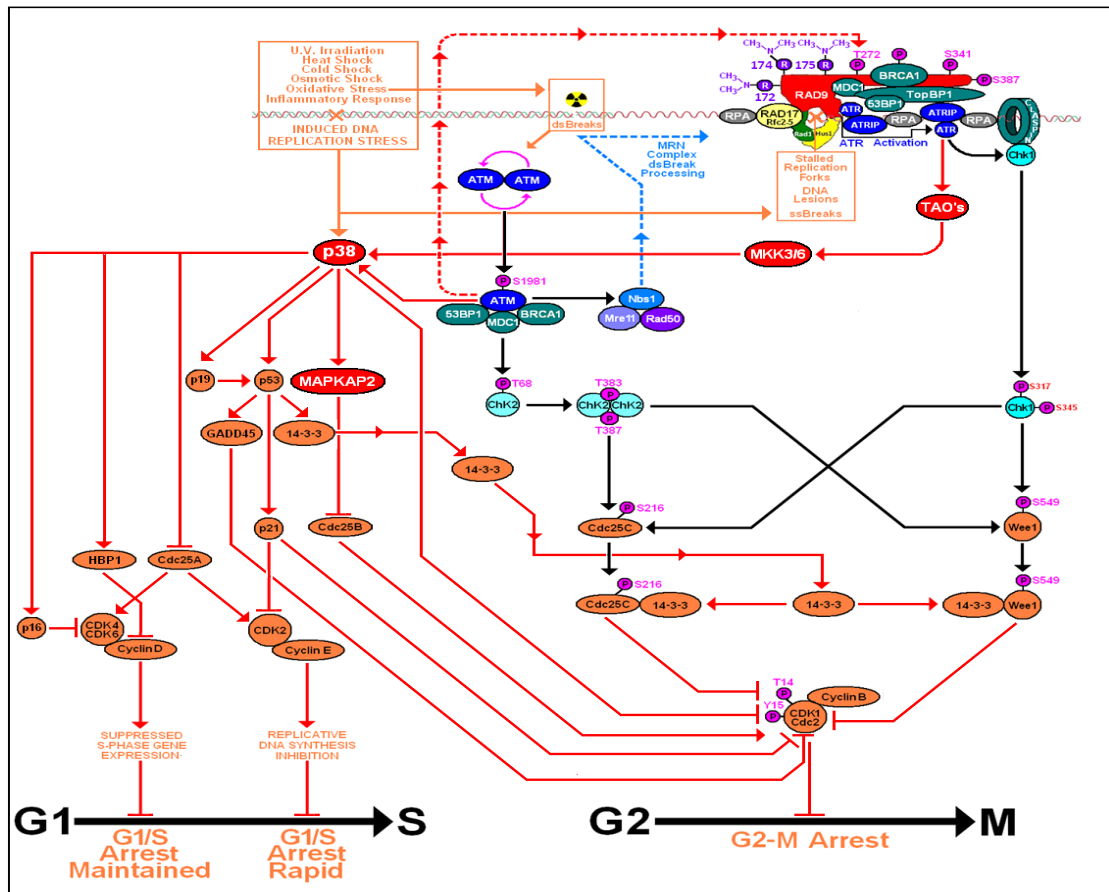 U.V. Irradiation
Heat Shock
Cold Shock
Osmotic Shock
Oxidative Stress
Inflammatory Response
INDUCED DNA
REPLICATION STRESS
dsBreaks
CH3 CH3
N
CH3 CH3
N
174 R
175 R
CH3
N
CH3
R
172
P
T272
P
S341
P
S387
BRCA1
MDC1
TopBP1
RAD9
53BP1
ATR
ATRIP
RPA
ATRIP
ATR
RPA
RPA
RAD17
Rfc2-5
Rad1
Hus1
ATR Activation
CLASPIN
Chk1
MRN
Complex
dsBreak
Processing
Stalled
Replication
Forks
DNA
Lesions
ssBreaks
ATM ATM
TAO's
p38
MKK3/6
P S1981
ATM
53BP1
MDC1
BRCA1
Nbs1
Mre11
Rad50
p19
p53
MAPKAP2
P T68
ChK2
T383
P
ChK2 ChK2
P
T387
P S317
Chk1
P S345
GADD45
14-3-3
14-3-3
p21
Cdc25B
P S216
Cdc25C
P S549
Wee1
HBP1
Cdc25A
P S216
Cdc25C
14-3-3
14-3-3
14-3-3
P S549
Wee1
p16
CDK4
CDK6
Cyclin D
CDK2
Cyclin E
T14
P
Y15
P
Cyclin B
CDK1
Cdc2
SUPPRESSED
S-PHASE GENE
EXPRESSION
REPLICATIVE
DNA SYNTHESIS
INHIBITION
G1
S
G2
M
G1/S
Arrest
Maintained
G1/S
Arrest
Rapid
G2-M Arrest